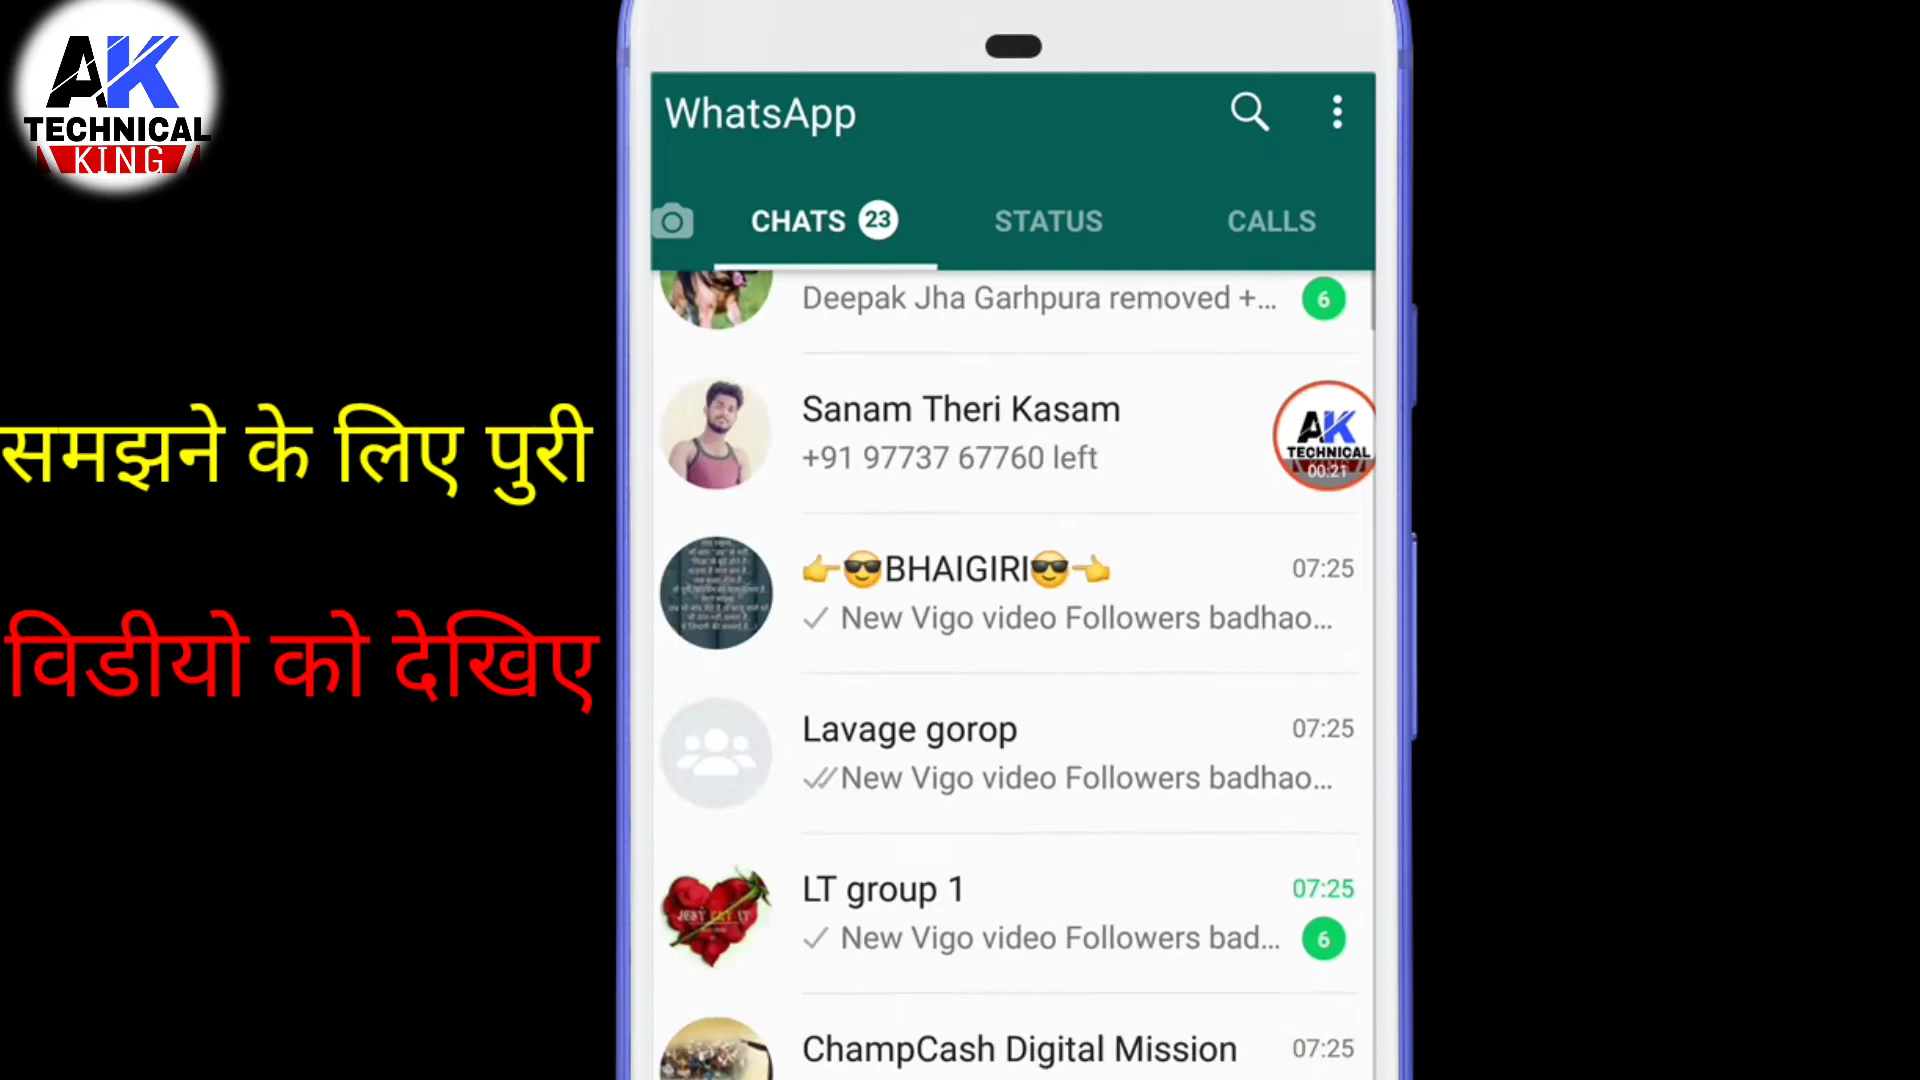 AK
TECHNICAL
KING
समझने के लिए पुरी
विडीयो को देखिए
WhatsApp
CHATS 23 STATUS CALLS
Deepak Jha Garhpura removed +... 6
Sanam Theri Kasam
+91 97737 67760 left
AK
TECHNICAL
00:21
👉😎BHAIGIRI😎👈 07:25
New Vigo video Followers badhao...
Lavage gorop 07:25
New Vigo video Followers badhao...
LT group 1 07:25
New Vigo video Followers bad... 6
ChampCash Digital Mission 07:25